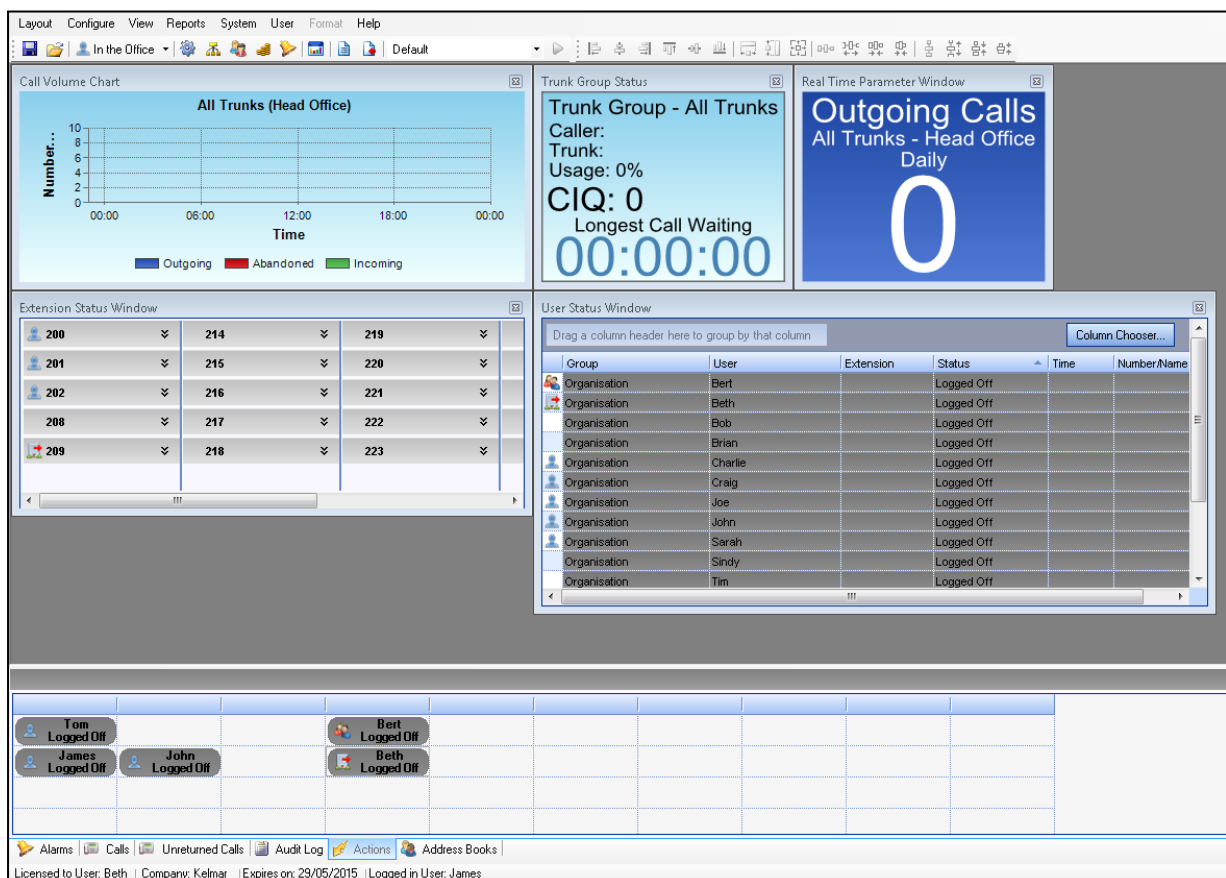 Layout Configure View Reports System User Format Help
In the Office Default
Call Volume Chart
All Trunks (Head Office)
Number...
10
8
6
4
2
0
00:00 06:00 12:00 18:00 00:00
Time
Outgoing Abandoned Incoming
Trunk Group Status
Trunk Group - All Trunks
Caller:
Trunk:
Usage: 0%
CIQ: 0
Longest Call Waiting
00:00:00
Real Time Parameter Window
Outgoing Calls
All Trunks - Head Office
Daily
0
Extension Status Window
200 214 219
201 215 220
202 216 221
208 217 222
209 218 223
User Status Window
Drag a column header here to group by that column Column Chooser...
Group User Extension Status Time Number/Name
Organisation Bert Logged Off
Organisation Beth Logged Off
Organisation Bob Logged Off
Organisation Brian Logged Off
Organisation Charlie Logged Off
Organisation Craig Logged Off
Organisation Joe Logged Off
Organisation John Logged Off
Organisation Sarah Logged Off
Organisation Sindy Logged Off
Organisation Tim Logged Off
Tom Bert
Logged Off Logged Off
James John Beth
Logged Off Logged Off Logged Off
Alarms Calls Unreturned Calls Audit Log Actions Address Books
Licensed to User: Beth | Company: Kelmar | Expires on: 29/05/2015 | Logged in User: James